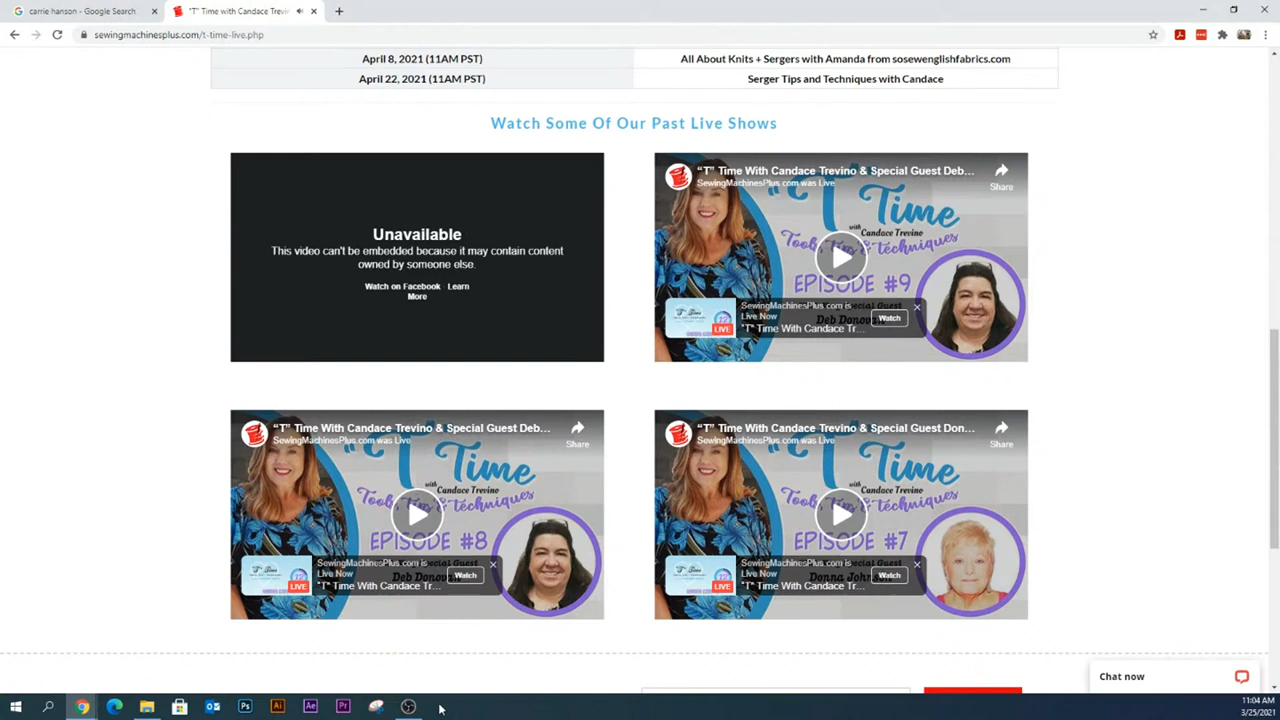 carrie hanson - Google Search
"T" Time with Candace Trevin
sewingmachinesplus.com/t-time-live.php
April 8, 2021 (11AM PST)
All About Knits + Sergers with Amanda from sosewenglishfabrics.com
April 22, 2021 (11AM PST)
Serger Tips and Techniques with Candace
Watch Some Of Our Past Live Shows
Unavailable
This video can't be embedded because it may contain content
owned by someone else.
Watch on Facebook · Learn
More
“T” Time With Candace Trevino & Special Guest Deb...
SewingMachinesPlus.com was Live
Share
"T" Time
with Candace Trevino
Tools, Tips & Techniques
EPISODE #9
SewingMachinesPlus.com is
Live Now
"T" Time With Candace Tr...
Watch
LIVE
“T” Time With Candace Trevino & Special Guest Deb...
SewingMachinesPlus.com was Live
Share
"T" Time
with Candace Trevino
Tools, Tips & Techniques
EPISODE #8
SewingMachinesPlus.com is
Live Now
"T" Time With Candace Tr...
Watch
LIVE
“T” Time With Candace Trevino & Special Guest Don...
SewingMachinesPlus.com was Live
Share
"T" Time
with Candace Trevino
Tools, Tips & Techniques
EPISODE #7
SewingMachinesPlus.com is
Live Now
"T" Time With Candace Tr...
Watch
LIVE
Chat now
Ps
Ai
Ae
Pr
11:04 AM
3/25/2021